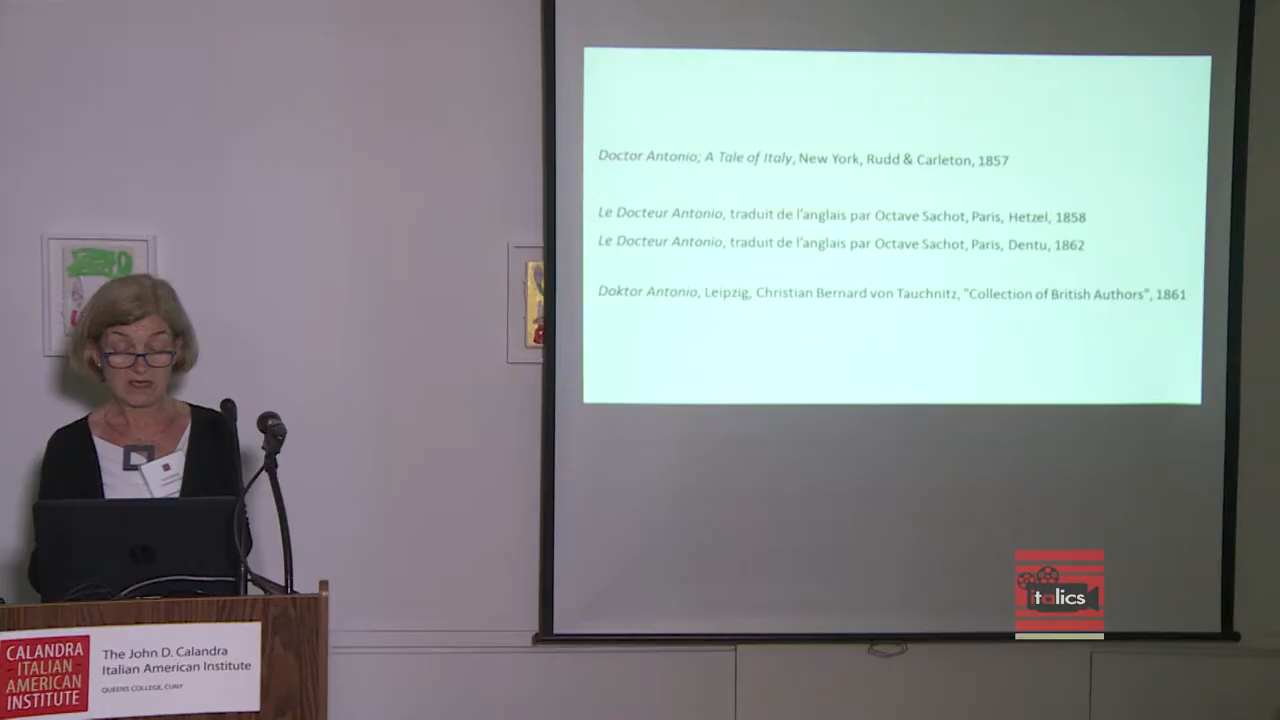 Doctor Antonio; A Tale of Italy, New York, Rudd & Carleton, 1857
Le Docteur Antonio, traduit de l'anglais par Octave Sachot, Paris, Hetzel, 1858
Le Docteur Antonio, traduit de l'anglais par Octave Sachot, Paris, Dentu, 1862
Doktor Antonio, Leipzig, Christian Bernard von Tauchnitz, "Collection of British Authors", 1861
italics
CALANDRA
ITALIAN
AMERICAN
INSTITUTE
The John D. Calandra
Italian American Institute
QUEENS COLLEGE, CUNY